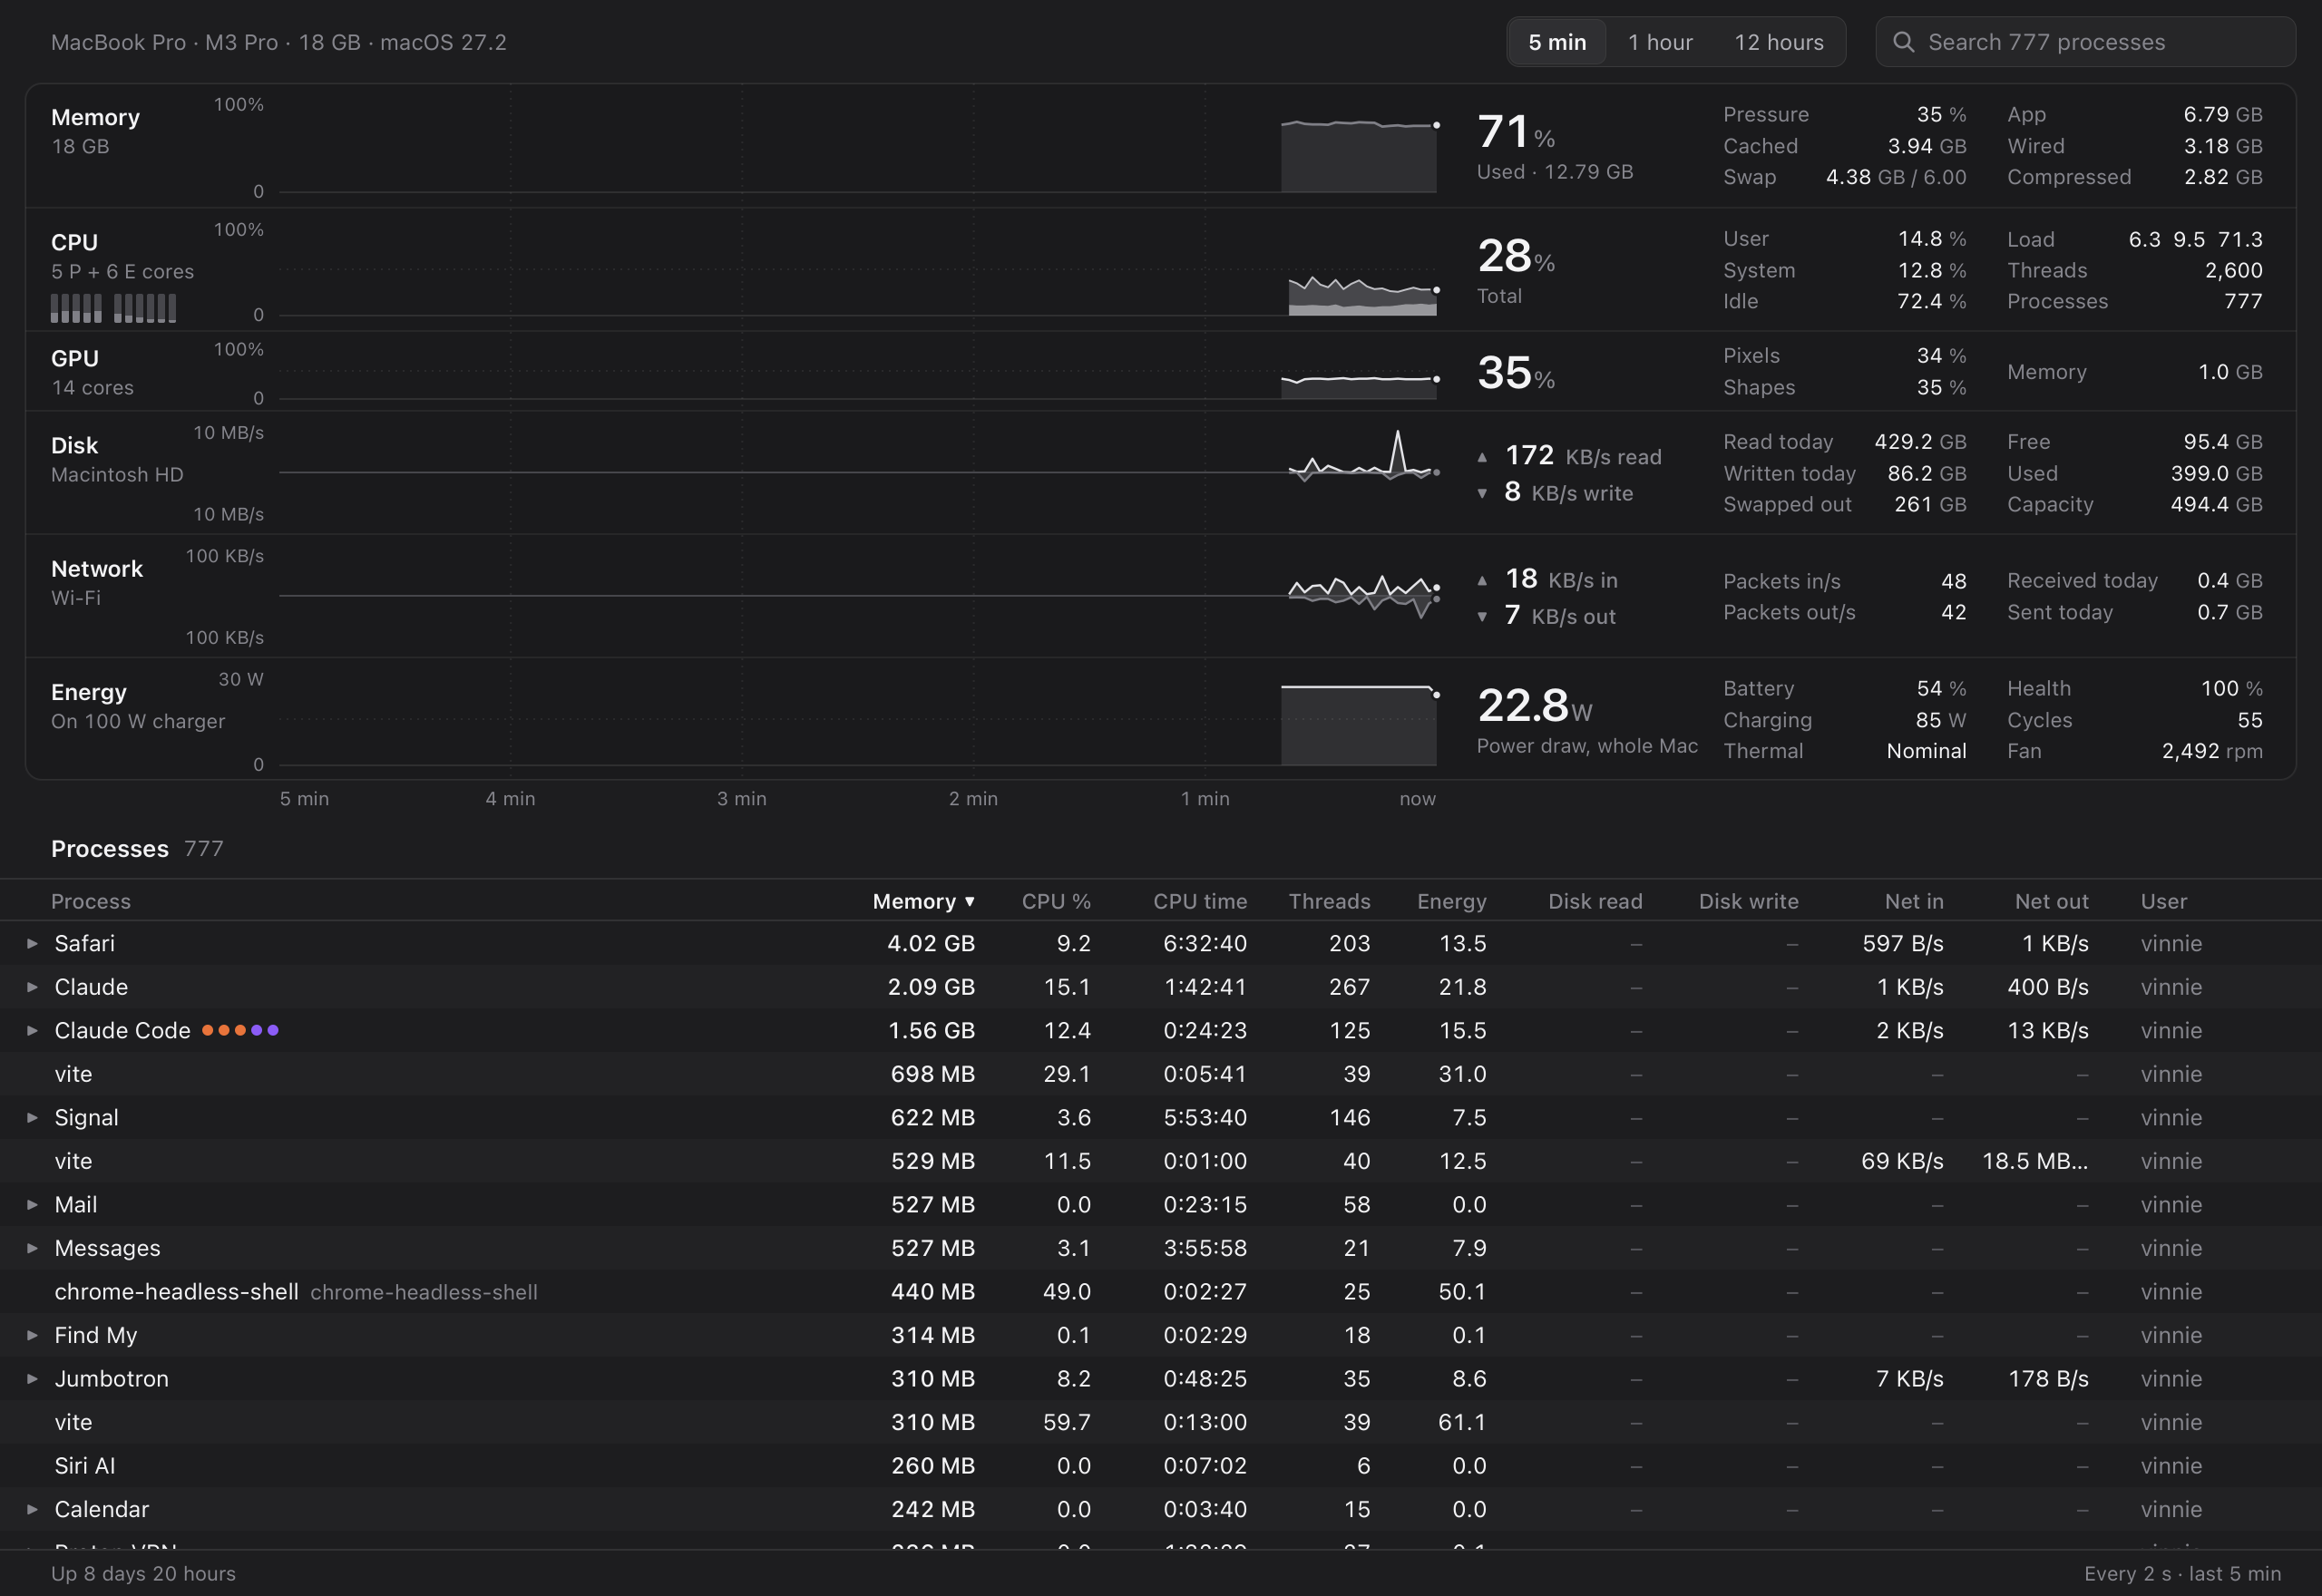 MacBook Pro · M3 Pro · 18 GB · macOS 27.2
5 min 1 hour 12 hours
Search 777 processes
Memory
18 GB
100%
0
71%
Used · 12.79 GB
Pressure 35 % App 6.79 GB
Cached 3.94 GB Wired 3.18 GB
Swap 4.38 GB / 6.00 Compressed 2.82 GB
CPU
5 P + 6 E cores
100%
0
28%
Total
User 14.8 % Load 6.3 9.5 71.3
System 12.8 % Threads 2,600
Idle 72.4 % Processes 777
GPU
14 cores
100%
0
35%
Pixels 34 %
Shapes 35 %
Memory 1.0 GB
Disk
Macintosh HD
10 MB/s
10 MB/s
▲ 172 KB/s read
▼ 8 KB/s write
Read today 429.2 GB Free 95.4 GB
Written today 86.2 GB Used 399.0 GB
Swapped out 261 GB Capacity 494.4 GB
Network
Wi-Fi
100 KB/s
100 KB/s
▲ 18 KB/s in
▼ 7 KB/s out
Packets in/s 48 Received today 0.4 GB
Packets out/s 42 Sent today 0.7 GB
Energy
On 100 W charger
30 W
0
22.8W
Power draw, whole Mac
Battery 54 % Health 100 %
Charging 85 W Cycles 55
Thermal Nominal Fan 2,492 rpm
5 min 4 min 3 min 2 min 1 min now
Processes 777
Process Memory ▼ CPU % CPU time Threads Energy Disk read Disk write Net in Net out User
Safari 4.02 GB 9.2 6:32:40 203 13.5 – – 597 B/s 1 KB/s vinnie
Claude 2.09 GB 15.1 1:42:41 267 21.8 – – 1 KB/s 400 B/s vinnie
Claude Code 1.56 GB 12.4 0:24:23 125 15.5 – – 2 KB/s 13 KB/s vinnie
vite 698 MB 29.1 0:05:41 39 31.0 – – – – vinnie
Signal 622 MB 3.6 5:53:40 146 7.5 – – – – vinnie
vite 529 MB 11.5 0:01:00 40 12.5 – – 69 KB/s 18.5 MB... vinnie
Mail 527 MB 0.0 0:23:15 58 0.0 – – – – vinnie
Messages 527 MB 3.1 3:55:58 21 7.9 – – – – vinnie
chrome-headless-shell chrome-headless-shell 440 MB 49.0 0:02:27 25 50.1 – – – – vinnie
Find My 314 MB 0.1 0:02:29 18 0.1 – – – – vinnie
Jumbotron 310 MB 8.2 0:48:25 35 8.6 – – 7 KB/s 178 B/s vinnie
vite 310 MB 59.7 0:13:00 39 61.1 – – – – vinnie
Siri AI 260 MB 0.0 0:07:02 6 0.0 – – – – vinnie
Calendar 242 MB 0.0 0:03:40 15 0.0 – – – – vinnie
Up 8 days 20 hours
Every 2 s · last 5 min